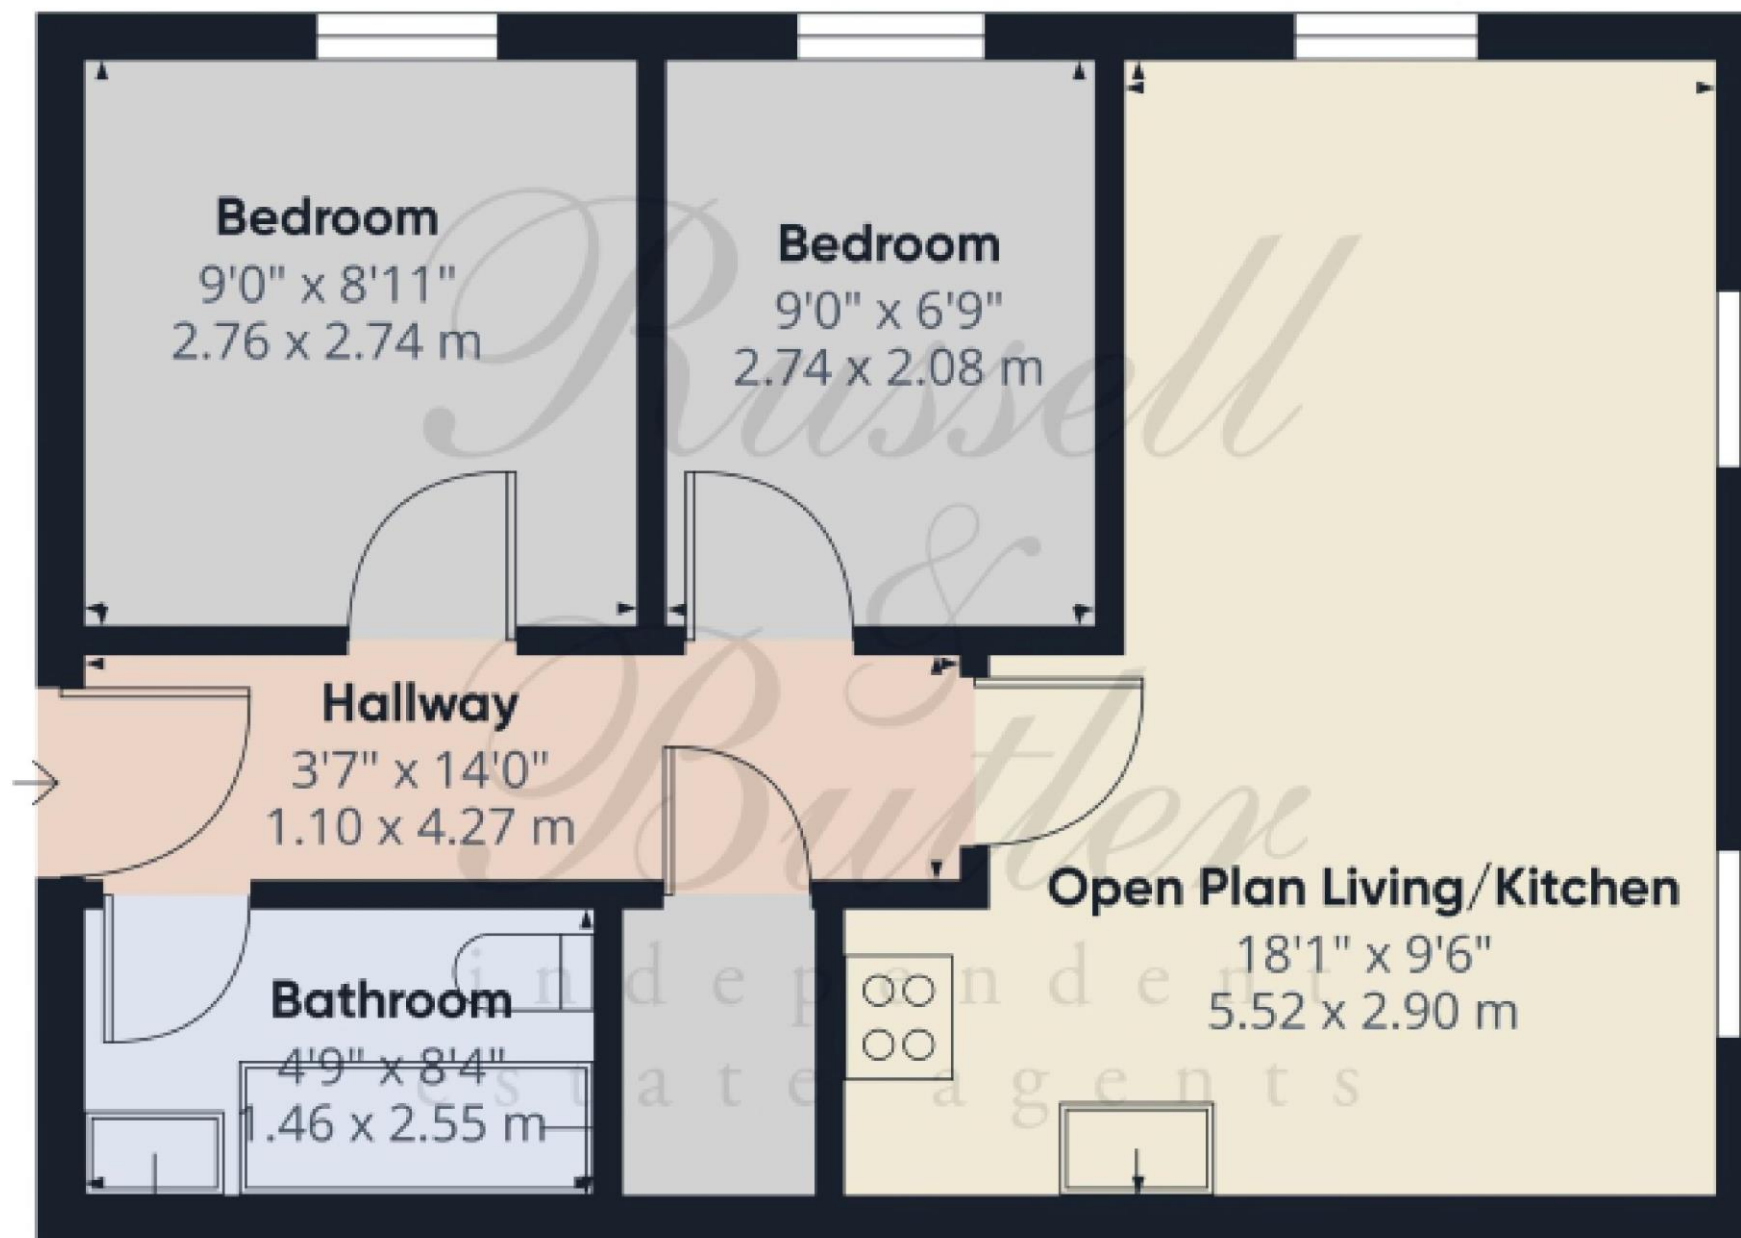 Bedroom
9'0" x 8'11"
2.76 x 2.74 m
Bedroom
9'0" x 6'9"
2.74 x 2.08 m
Hallway
3'7" x 14'0"
1.10 x 4.27 m
Open Plan Living/Kitchen
18'1" x 9'6"
5.52 x 2.90 m
Bathroom
4'9" x 8'4"
1.46 x 2.55 m
Russell
&
Butler
independent
estate agents